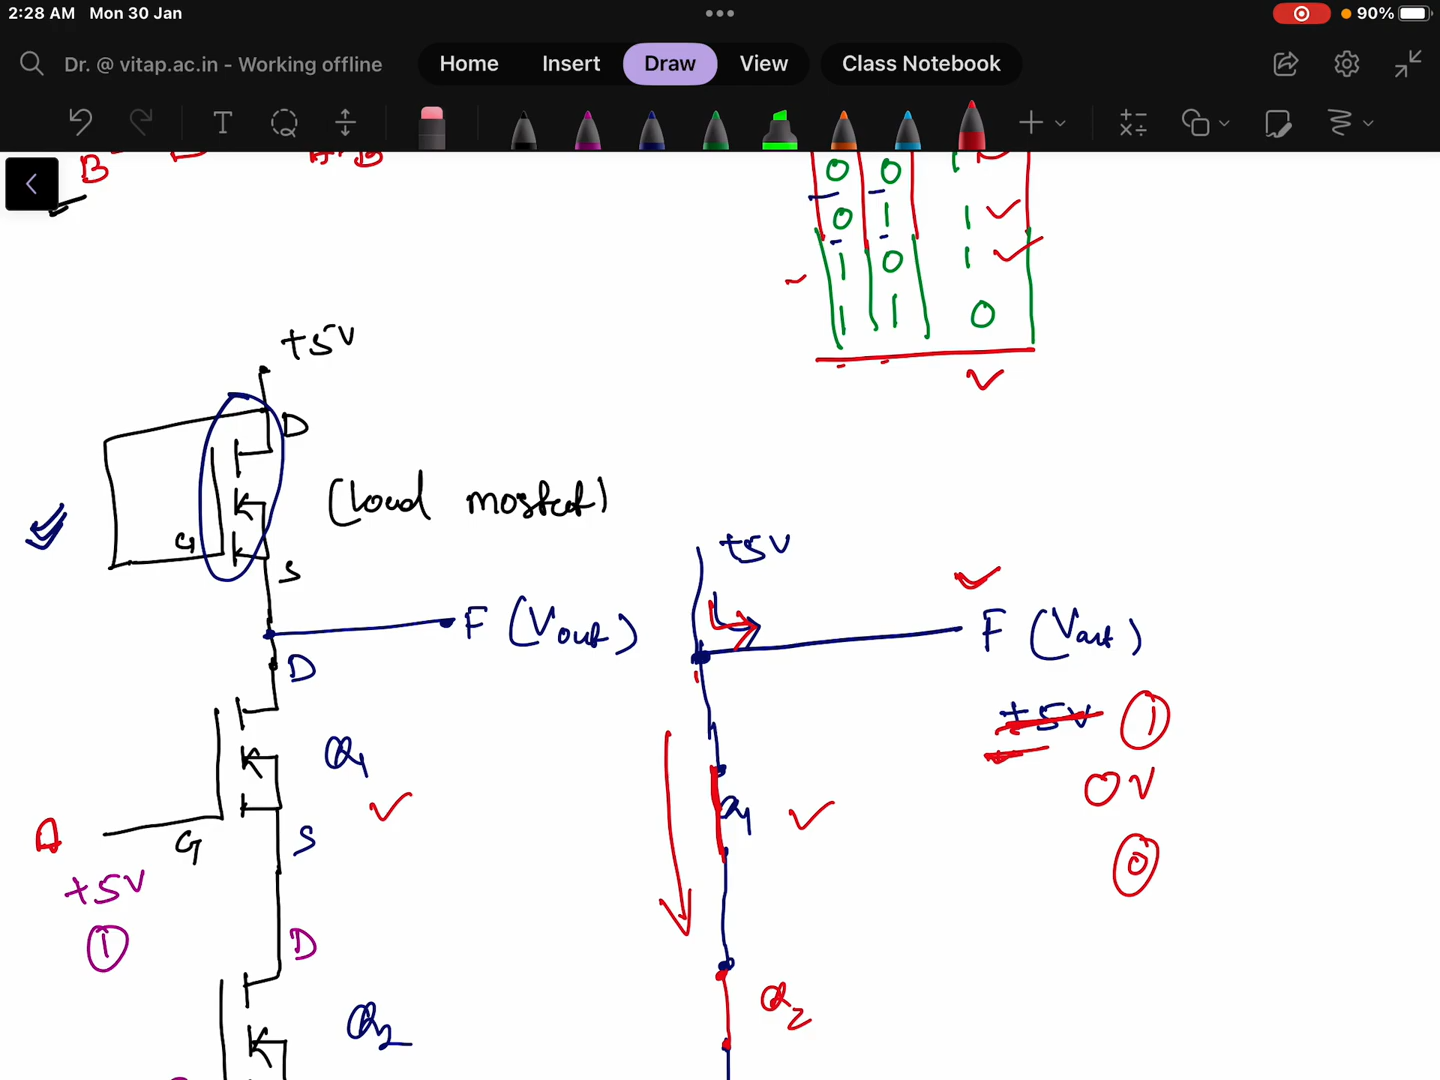 2:28 AM Mon 30 Jan
90%
Dr. @ vitap.ac.in - Working offline
Home Insert Draw View Class Notebook
T
B
A.B
0 0 1
0 1 1
1 0 1
1 1 0
+5V
D
(Load mosfet)
G
S
+5V
F (Vout)
F (Vout)
D
+5V 1
Q1
Q1
0V
A
G
S
0
+5V
1
D
Q2
Q2